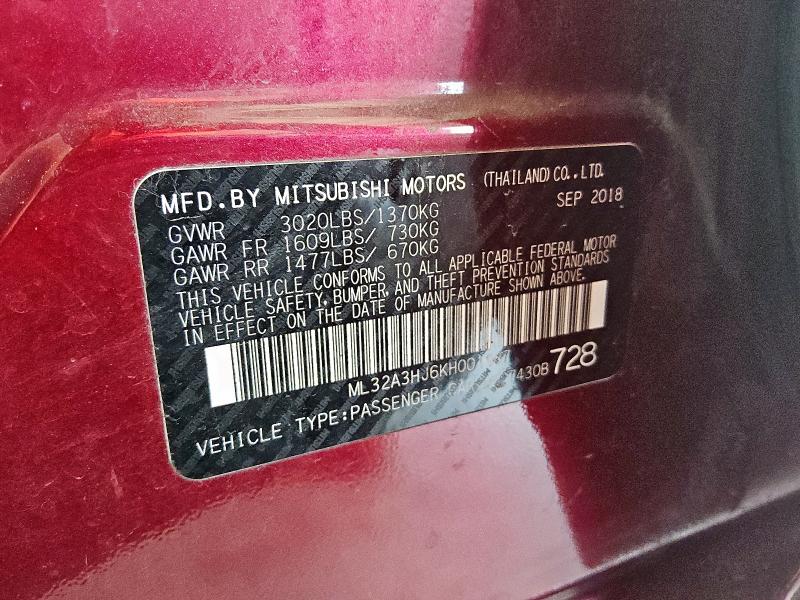 MFD.BY MITSUBISHI MOTORS (THAILAND) CO.,LTD.
SEP 2018
GVWR 3020LBS/1370KG
GAWR FR 1609LBS/ 730KG
GAWR RR 1477LBS/ 670KG
THIS VEHICLE CONFORMS TO ALL APPLICABLE FEDERAL MOTOR
VEHICLE SAFETY, BUMPER, AND THEFT PREVENTION STANDARDS
IN EFFECT ON THE DATE OF MANUFACTURE SHOWN ABOVE.
VEHICLE TYPE:PASSENGER 728